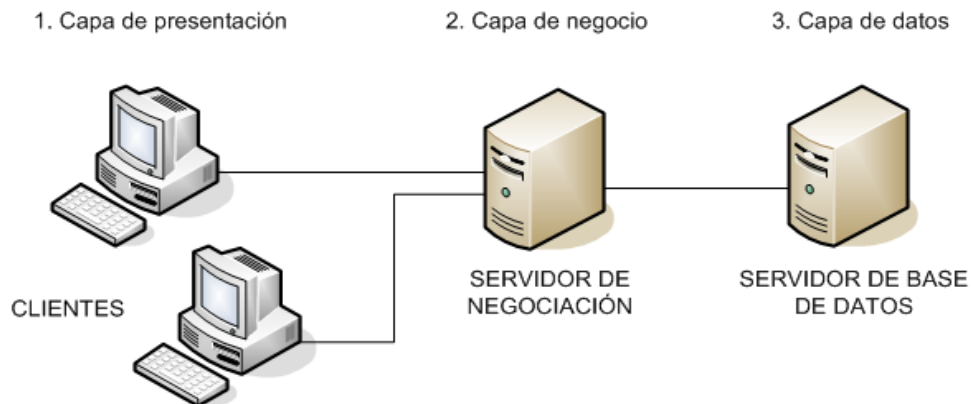 1. Capa de presentación
2. Capa de negocio
3. Capa de datos
CLIENTES
SERVIDOR DE
NEGOCIACIÓN
SERVIDOR DE BASE
DE DATOS